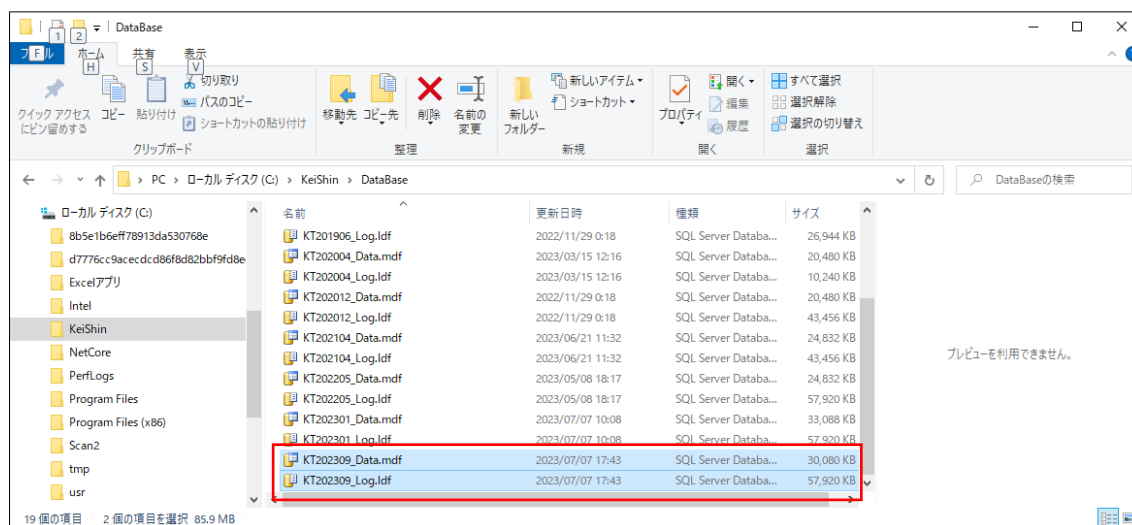 DataBase
1
2
ファイル
ホーム
共有
表示
F
H
S
V
クイック アクセス
にピン留めする
コピー
貼り付け
切り取り
パスのコピー
ショートカットの貼り付け
移動先
コピー先
削除
名前の
変更
新しい
フォルダー
新しいアイテム
ショートカット
プロパティ
開く
編集
履歴
すべて選択
選択解除
選択の切り替え
クリップボード
整理
新規
開く
選択
PC › ローカル ディスク (C:) › KeiShin › DataBase
DataBaseの検索
ローカル ディスク (C:)
8b5e1b6eff78913da530768e
d7776cc9acecdcd86f8d82bbf9fd8e
Excelアプリ
Intel
KeiShin
NetCore
PerfLogs
Program Files
Program Files (x86)
Scan2
tmp
usr
名前 更新日時 種類 サイズ
KT201906_Log.ldf 2022/11/29 0:18 SQL Server Databa... 26,944 KB
KT202004_Data.mdf 2023/03/15 12:16 SQL Server Databa... 20,480 KB
KT202004_Log.ldf 2023/03/15 12:16 SQL Server Databa... 10,240 KB
KT202012_Data.mdf 2022/11/29 0:18 SQL Server Databa... 20,480 KB
KT202012_Log.ldf 2022/11/29 0:18 SQL Server Databa... 43,456 KB
KT202104_Data.mdf 2023/06/21 11:32 SQL Server Databa... 24,832 KB
KT202104_Log.ldf 2023/06/21 11:32 SQL Server Databa... 43,456 KB
KT202205_Data.mdf 2023/05/08 18:17 SQL Server Databa... 24,832 KB
KT202205_Log.ldf 2023/05/08 18:17 SQL Server Databa... 57,920 KB
KT202301_Data.mdf 2023/07/07 10:08 SQL Server Databa... 33,088 KB
KT202301_Log.ldf 2023/07/07 10:08 SQL Server Databa... 57,920 KB
KT202309_Data.mdf 2023/07/07 17:43 SQL Server Databa... 30,080 KB
KT202309_Log.ldf 2023/07/07 17:43 SQL Server Databa... 57,920 KB
プレビューを利用できません。
19 個の項目 2 個の項目を選択 85.9 MB